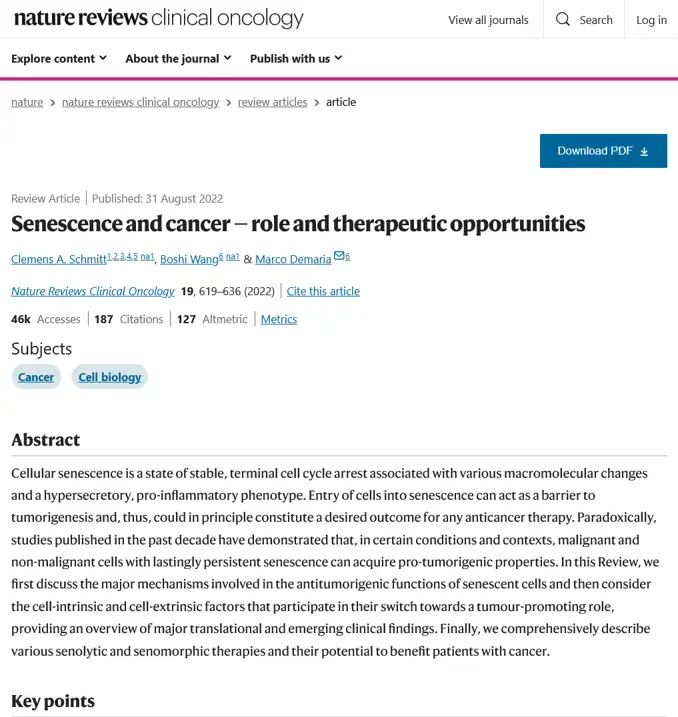 nature reviews clinical oncology
View all journals
Search
Log in
Explore content
About the journal
Publish with us
nature > nature reviews clinical oncology > review articles > article
Download PDF
Review Article | Published: 31 August 2022
Senescence and cancer — role and therapeutic opportunities
Clemens A. Schmitt1,2,3,4,5 na1, Boshi Wang6 na1 & Marco Demaria 6
Nature Reviews Clinical Oncology 19, 619–636 (2022) | Cite this article
46k Accesses | 187 Citations | 127 Altmetric | Metrics
Subjects
Cancer Cell biology
Abstract
Cellular senescence is a state of stable, terminal cell cycle arrest associated with various macromolecular changes
and a hypersecretory, pro-inflammatory phenotype. Entry of cells into senescence can act as a barrier to
tumorigenesis and, thus, could in principle constitute a desired outcome for any anticancer therapy. Paradoxically,
studies published in the past decade have demonstrated that, in certain conditions and contexts, malignant and
non-malignant cells with lastingly persistent senescence can acquire pro-tumorigenic properties. In this Review, we
first discuss the major mechanisms involved in the antitumorigenic functions of senescent cells and then consider
the cell-intrinsic and cell-extrinsic factors that participate in their switch towards a tumour-promoting role,
providing an overview of major translational and emerging clinical findings. Finally, we comprehensively describe
various senolytic and senomorphic therapies and their potential to benefit patients with cancer.
Key points